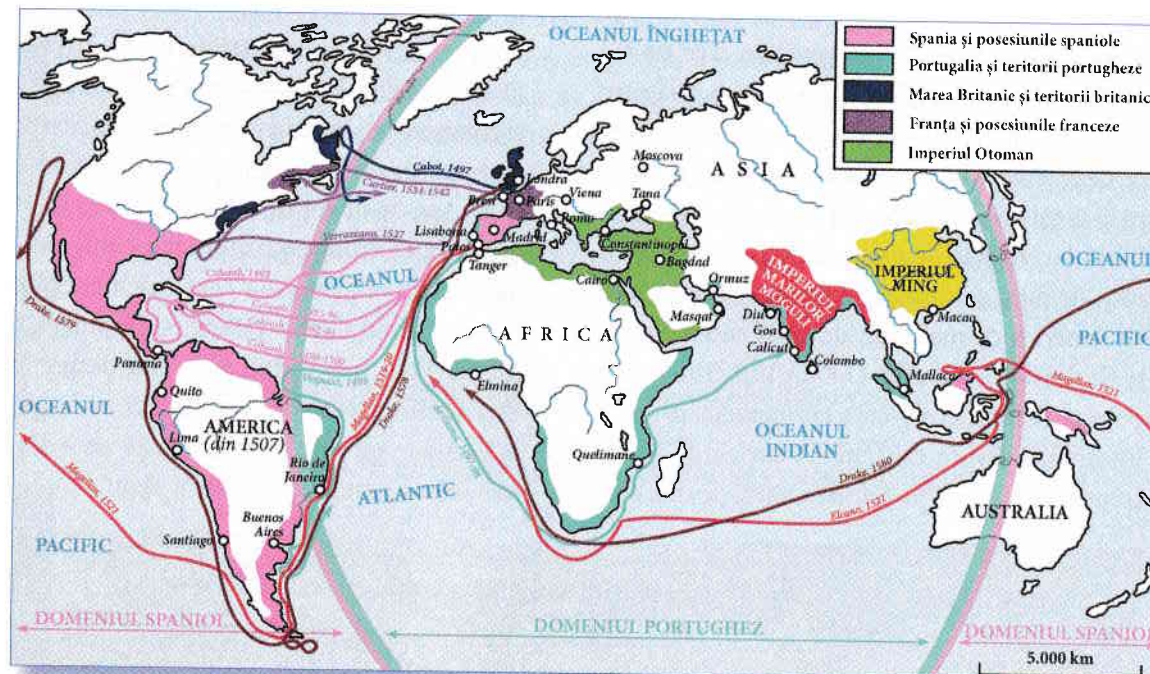 OCEANUL ÎNGHEȚAT
Spania și posesiunile spaniole
Portugalia și teritorii portugheze
Marea Britanic și teritorii britanic
Franța și posesiunile franceze
Imperiul Otoman
Cabot, 1497
Cartier, 1534-1542
Verrazzano, 1527
Londra
Brest
Paris
Viena
Moscova
Tana
ASIA
Lisabona
Palos
Madrid
Roma
Tanger
Constantinopol
Bagdad
Cairo
Ormuz
Masqat
IMPERIUL
MARILOR
MOGULI
IMPERIUL
MING
Diu
Goa
Calicut
Colombo
Macao
Mallaca
OCEANUL
PACIFIC
Magellan, 1521
OCEANUL
AFRICA
Elmina
Quelimane
OCEANUL
INDIAN
Drake, 1580
Elcano, 1521
AUSTRALIA
Drake, 1579
Panama
Quito
OCEANUL
AMERICA
(din 1507)
Lima
Rio de
Janeiro
Magellan, 1519-20
Drake, 1578
ATLANTIC
Buenos
Aires
Santiago
Magellan, 1521
PACIFIC
DOMENIUL SPANIOL
DOMENIUL PORTUGHEZ
DOMENIUL SPANIOL
5.000 km